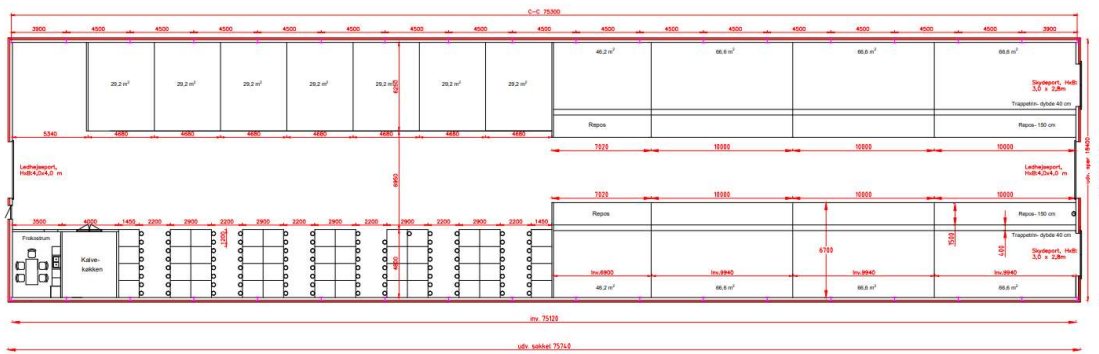 C-C 75300
3900 4500 4500 4500 4500 4500 4500 4500 4500 4500 4500 4500 4500 4500 4500 4500 3900
46,2 m² 66,6 m² 66,6 m² 66,6 m²
29,2 m² 29,2 m² 29,2 m² 29,2 m² 29,2 m² 29,2 m² 29,2 m²
6250
Skydeport, HxB:
3,0 x 2,8m
Trappetrin- dybde 40 cm
Repos
Repos- 150 cm
5340 4680 4680 4680 4680 4680 4680 4680
7020 10000 10000 10000
udv. spær 18400
Ledhejseport,
HxB:4,0x4,0 m
Ledhejseport,
HxB:4,0x4,0 m
6950
7020 10000 10000 10000
Repos
Repos- 150 cm
3500 4000 1450 2200 2900 2200 2900 2200 2900 2200 2900 2200 2900 2200 1450
1200
1500
400
6700
4800
Trappetrin- dybde 40 cm
Skydeport, HxB:
3,0 x 2,8m
Frokostrum
Kalve-
køkken
Inv.6900 Inv.9940 Inv.9940 Inv.9940
46,2 m² 66,6 m² 66,6 m² 66,6 m²
inv. 75120
udv. sokkel 75740